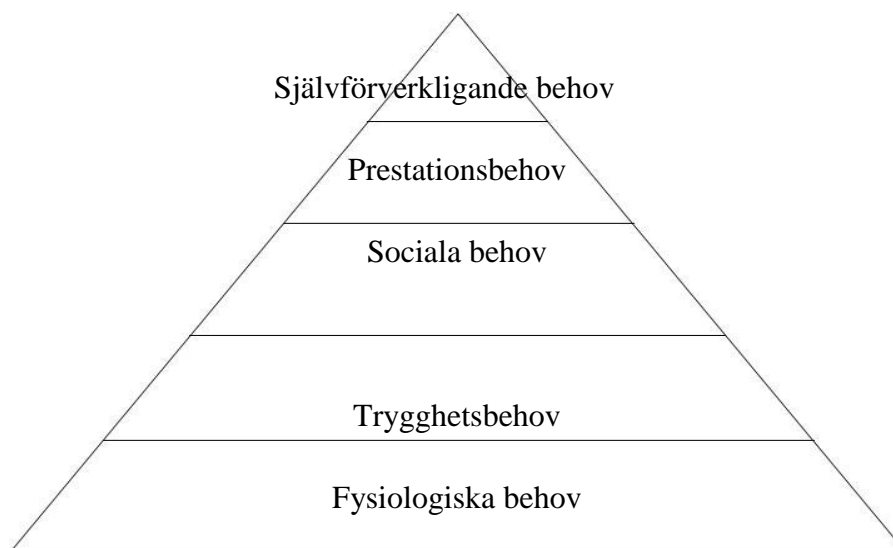 Självförverkligande behov
Prestationsbehov
Sociala behov
Trygghetsbehov
Fysiologiska behov